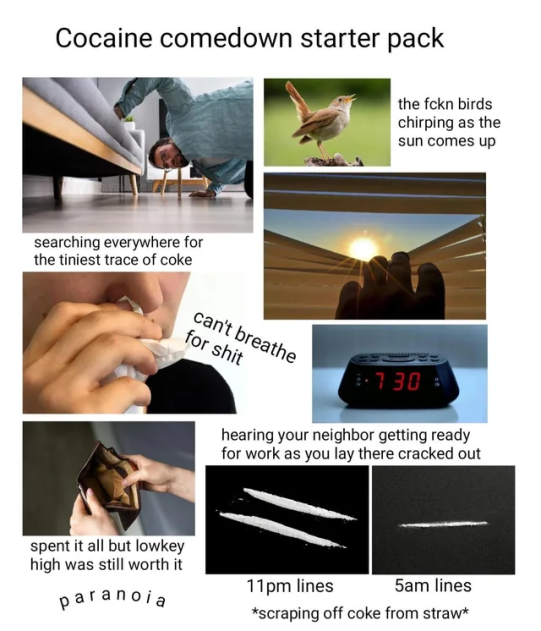 Cocaine comedown starter pack
the fckn birds
chirping as the
sun comes up
searching everywhere for
the tiniest trace of coke
can't breathe
for shit
7 30
hearing your neighbor getting ready
for work as you lay there cracked out
spent it all but lowkey
high was still worth it
11pm lines
5am lines
paranoia
*scraping off coke from straw*